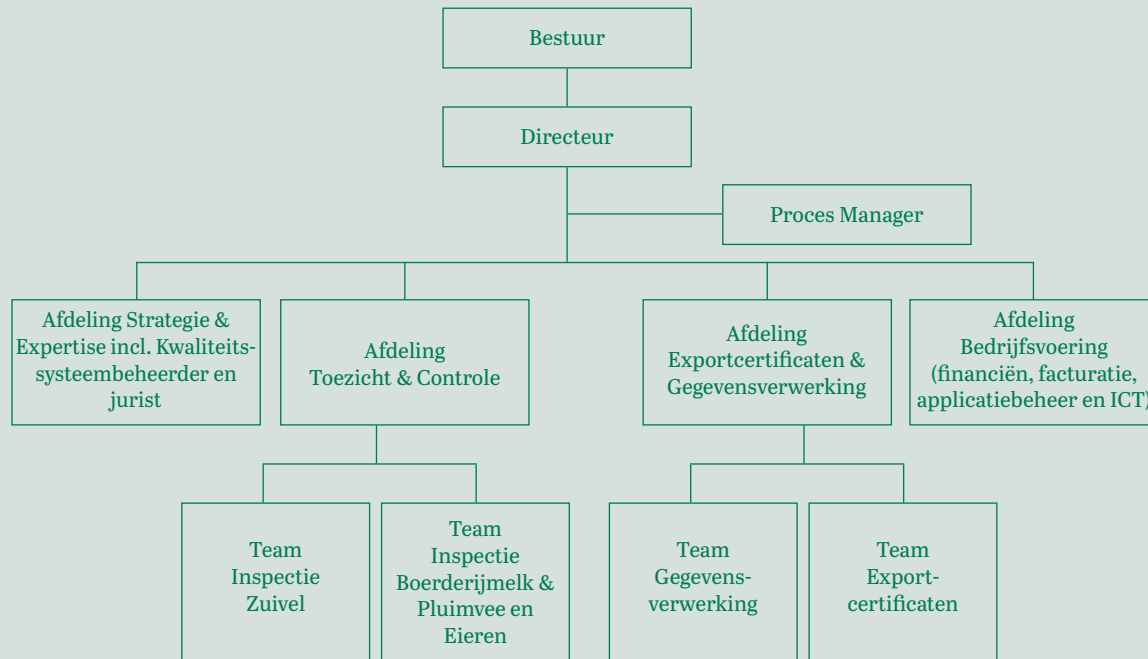 Bestuur
Directeur
Proces Manager
Afdeling Strategie &
Expertise incl. Kwaliteits-
systeembeheerder en
jurist
Afdeling
Toezicht & Controle
Afdeling
Exportcertificaten &
Gegevensverwerking
Afdeling
Bedrijfsvoering
(financiën, facturatie,
applicatiebeheer en ICT)
Team
Inspectie
Zuivel
Team
Inspectie
Boerderijmelk &
Pluimvee en
Eieren
Team
Gegevens-
verwerking
Team
Export-
certificaten